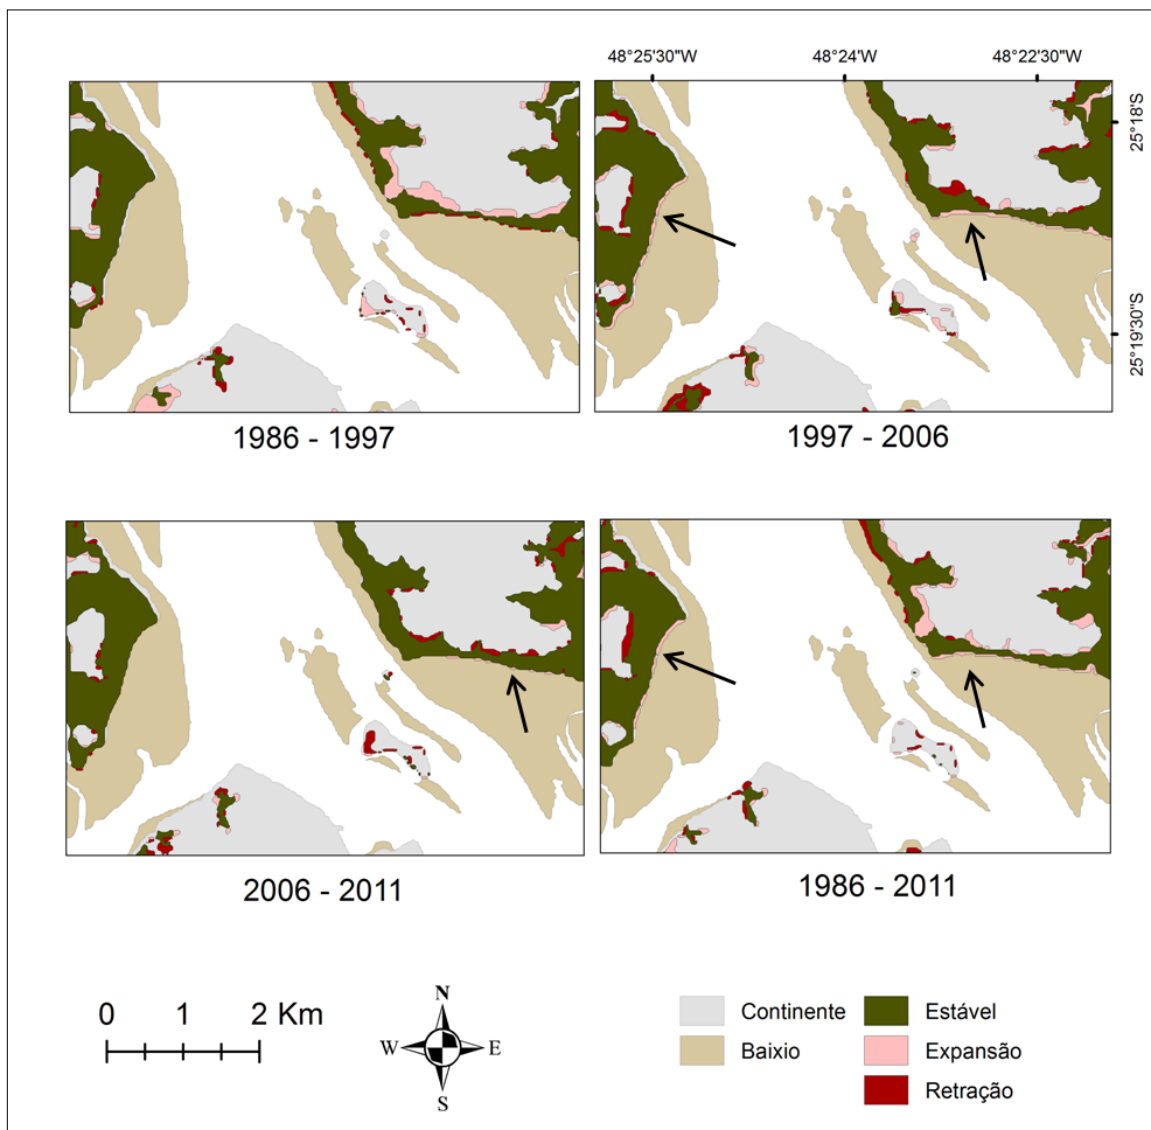 48°25'30"W 48°24'W 48°22'30"W
25°18'S
25°19'30"S
1986 - 1997 1997 - 2006
2006 - 2011 1986 - 2011
0 1 2 Km
N
W E
S
Continente Estável
Baixio Expansão
Retração